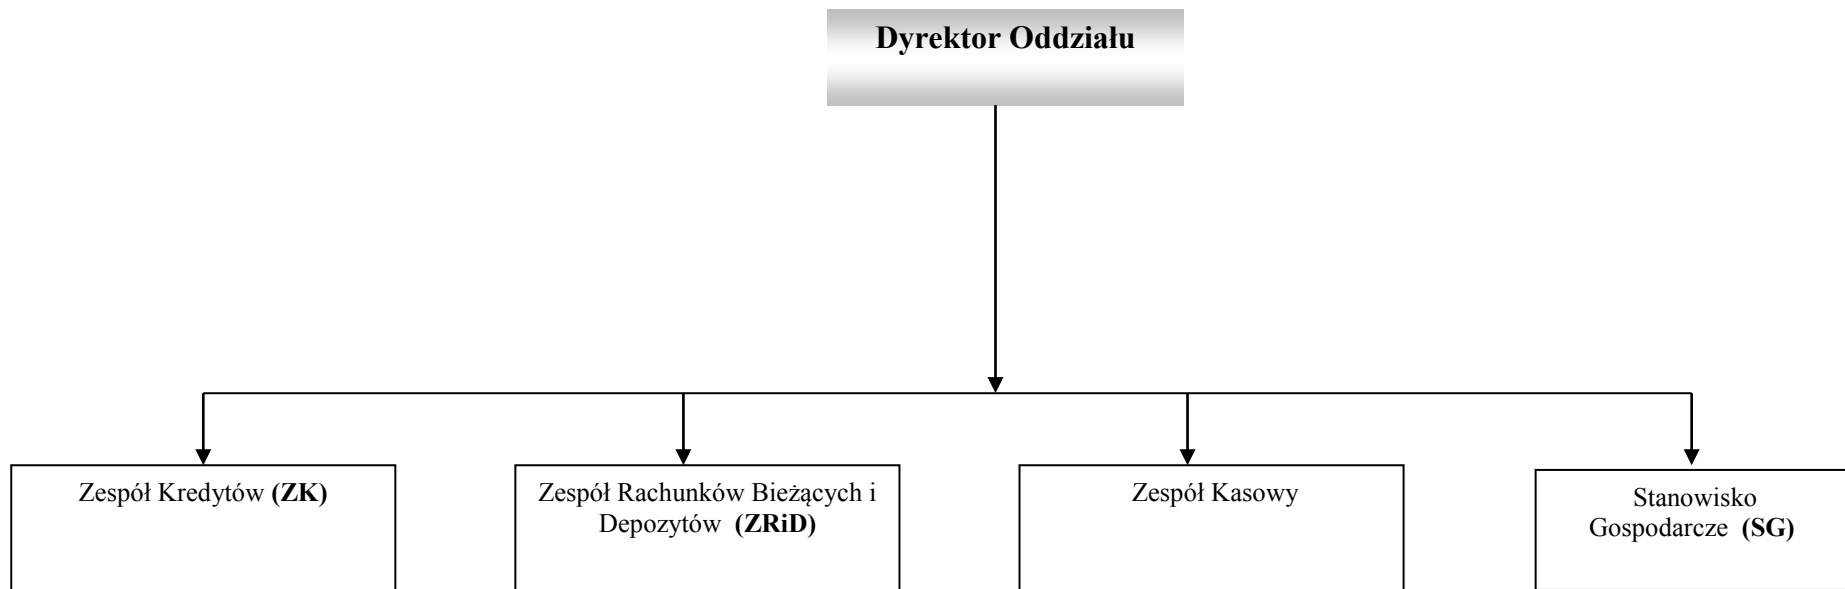 Dyrektor Oddziału
Zespół Kredytów (ZK)
Zespół Rachunków Bieżących i
Depozytów (ZRiD)
Zespół Kasowy
Stanowisko
Gospodarcze (SG)